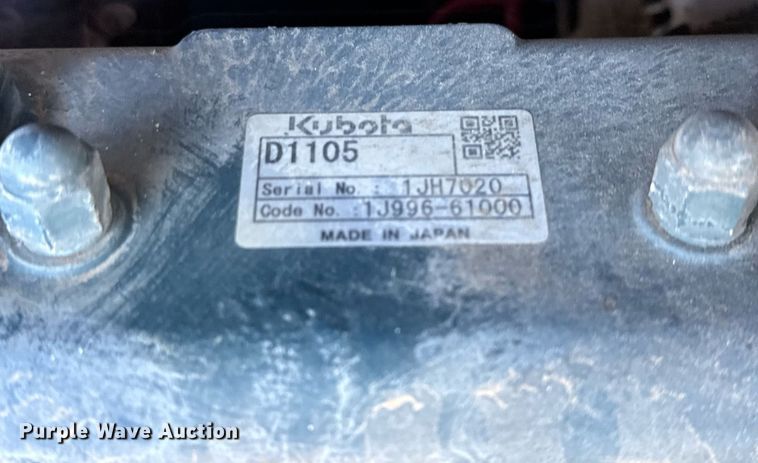 Kubota
D1105
Serial No. : 1JH7020
Code No. : 1J996-61000
MADE IN JAPAN
Purple Wave Auction